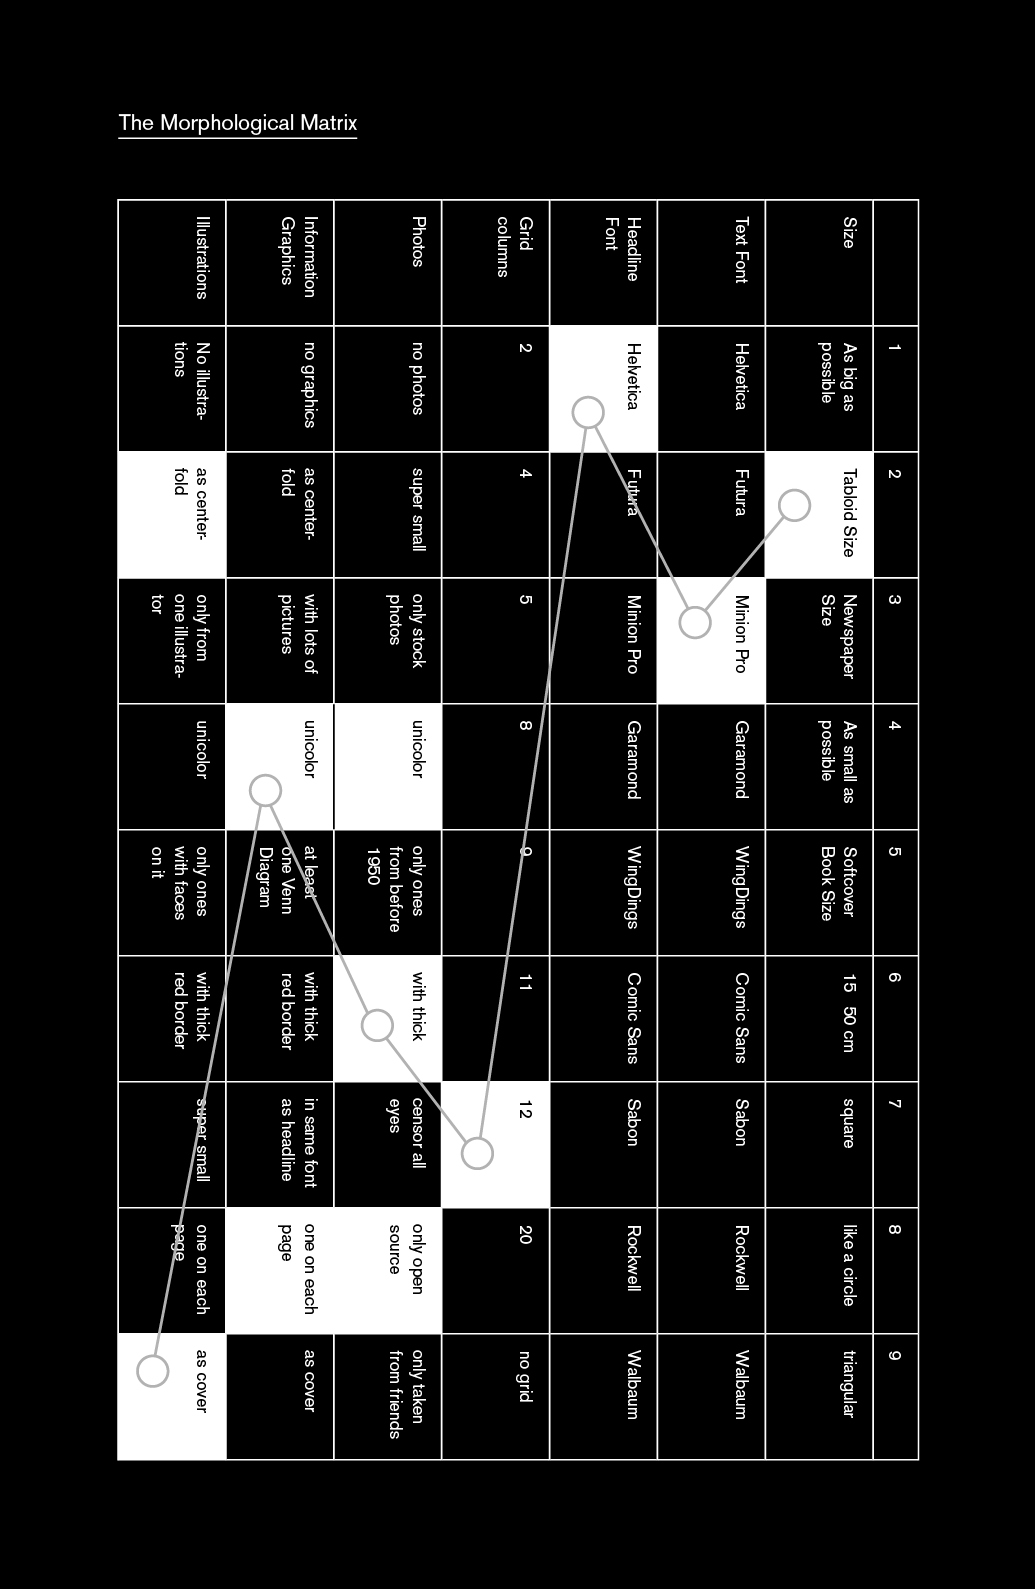 The Morphological Matrix
1
2
3
4
5
6
7
8
9
Size
As big as
possible
Tabloid Size
Newspaper
Size
As small as
possible
Softcover
Book Size
15 50 cm
square
like a circle
triangular
Text Font
Helvetica
Futura
Minion Pro
Garamond
WingDings
Comic Sans
Sabon
Rockwell
Walbaum
Headline
Font
Helvetica
Futura
Minion Pro
Garamond
WingDings
Comic Sans
Sabon
Rockwell
Walbaum
Grid
columns
2
4
5
8
9
11
12
20
no grid
Photos
no photos
super small
only stock
photos
unicolor
only ones
from before
1950
with thick
censor all
eyes
only open
source
only taken
from friends
Information
Graphics
no graphics
as center-
fold
with lots of
pictures
unicolor
at least
one Venn
Diagram
with thick
red border
in same font
as headline
one on each
page
as cover
Illustrations
No illustra-
tions
as center-
fold
only from
one illustra-
tor
unicolor
only ones
with faces
on it
with thick
red border
super small
one on each
page
as cover